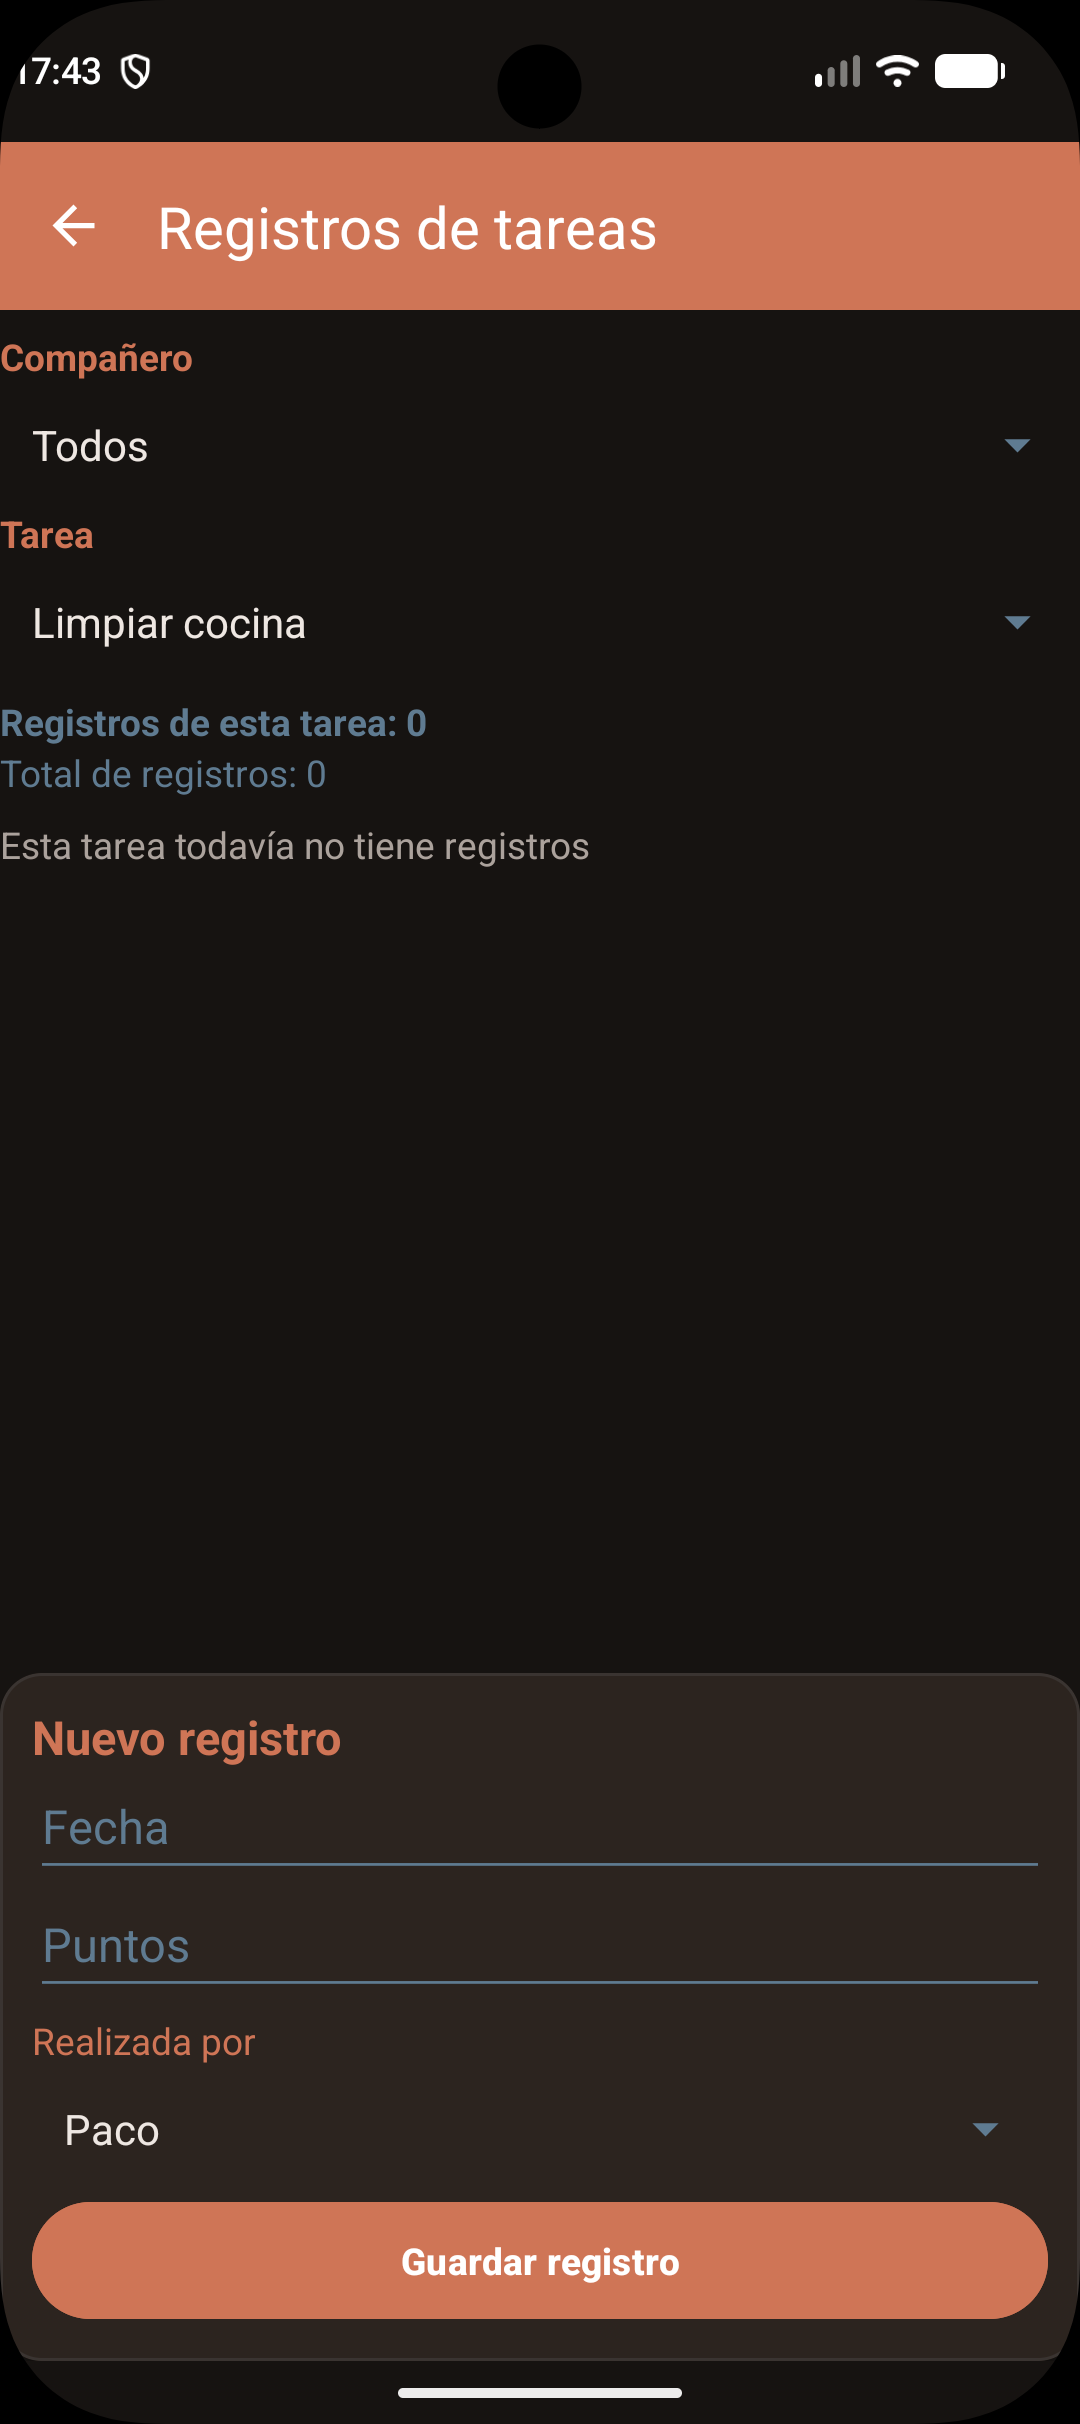 17:43
Registros de tareas
Compañero
Todos
Tarea
Limpiar cocina
Registros de esta tarea: 0
Total de registros: 0
Esta tarea todavía no tiene registros
Nuevo registro
Fecha
Puntos
Realizada por
Paco
Guardar registro